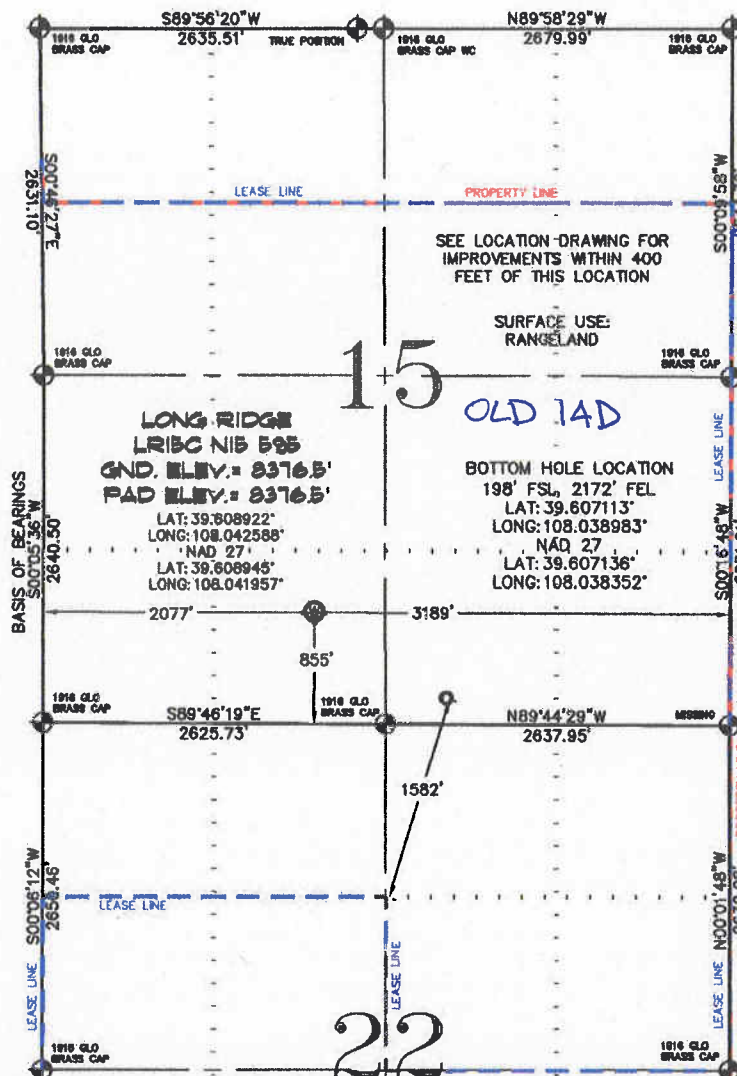 S89°56'20"W
2635.51'
N89°58'29"W
2679.99'
1916 GLO
BRASS CAP
TRUE POSITION
1916 GLO
BRASS CAP WC
1916 GLO
BRASS CAP
S00°46'27"E
2631.10'
LEASE LINE
PROPERTY LINE
S00°09'58"W
SEE LOCATION DRAWING FOR
IMPROVEMENTS WITHIN 400
FEET OF THIS LOCATION
SURFACE USE:
RANGELAND
1916 GLO
BRASS CAP
15
1916 GLO
BRASS CAP
OLD 14D
LEASE LINE
LONG RIDGE
GND. ELEV.= 8376.5'
PAD ELEV.= 8376.5'
LAT: 39.608922°
LONG: 108.042588°
NAD 27
LAT: 39.608945°
LONG: 108.041957°
BOTTOM HOLE LOCATION
198' FSL, 2172' FEL
LAT: 39.607113°
LONG: 108.038983°
NAD 27
LAT: 39.607136°
LONG: 108.038352°
BASIS OF BEARINGS
S00°05'36"W
2640.50'
S00°16'48"W
2077'
3189'
855'
1916 GLO
BRASS CAP
S89°46'19"E
2625.73'
1916 GLO
BRASS CAP
N89°44'29"W
2637.95'
MISSING
1582'
S00°06'12"W
LEASE LINE
LEASE LINE
LEASE LINE
N00°01'48"W
LEASE LINE
22
1916 GLO
BRASS CAP
1916 GLO
BRASS CAP